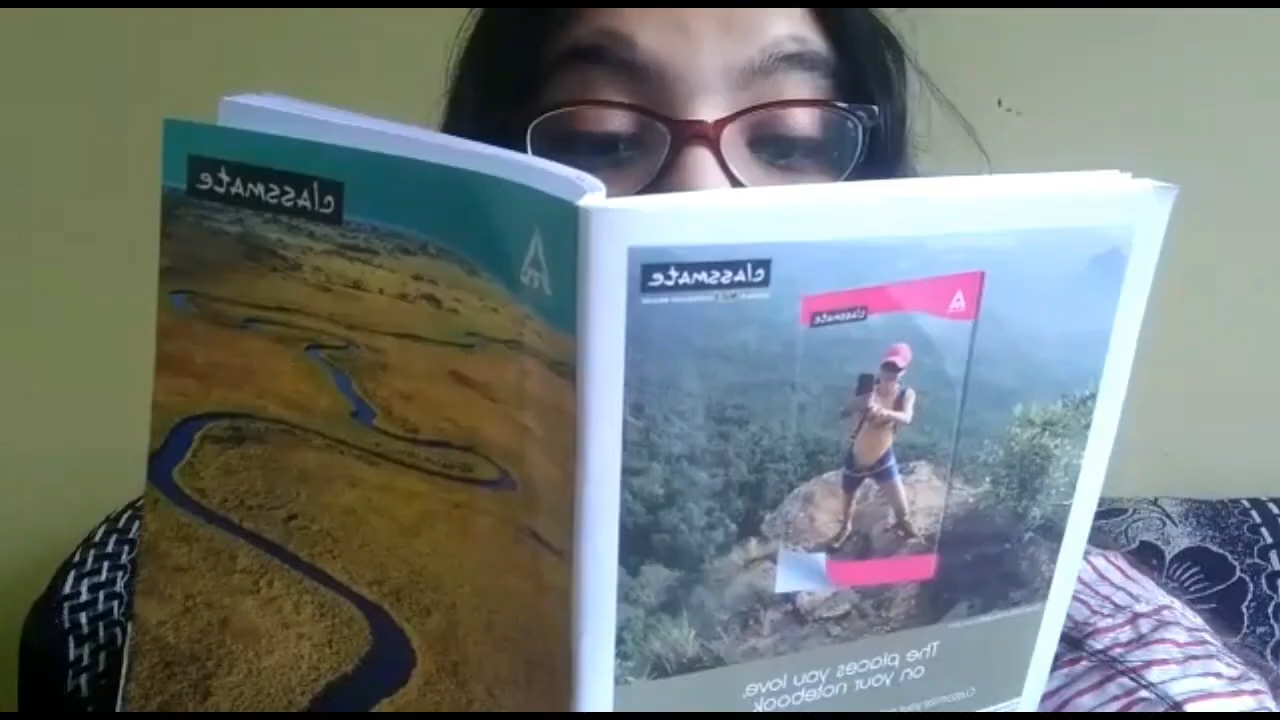 classmate
classmate
classmate
The places you love.
on your notebook